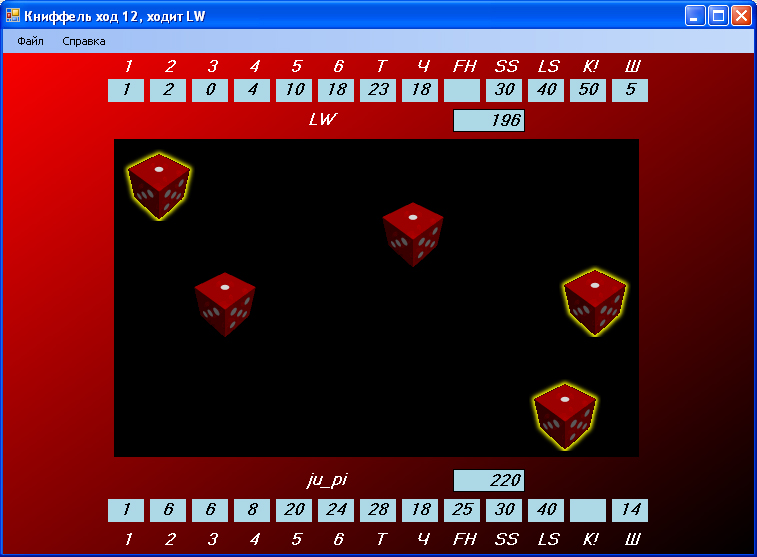 Книффель ход 12, ходит LW
Файл Справка
1 2 3 4 5 6 Т Ч FH SS LS K! Ш
1 2 0 4 10 18 23 18 30 40 50 5
LW 196
ju_pi 220
1 6 6 8 20 24 28 18 25 30 40 14
1 2 3 4 5 6 Т Ч FH SS LS K! Ш